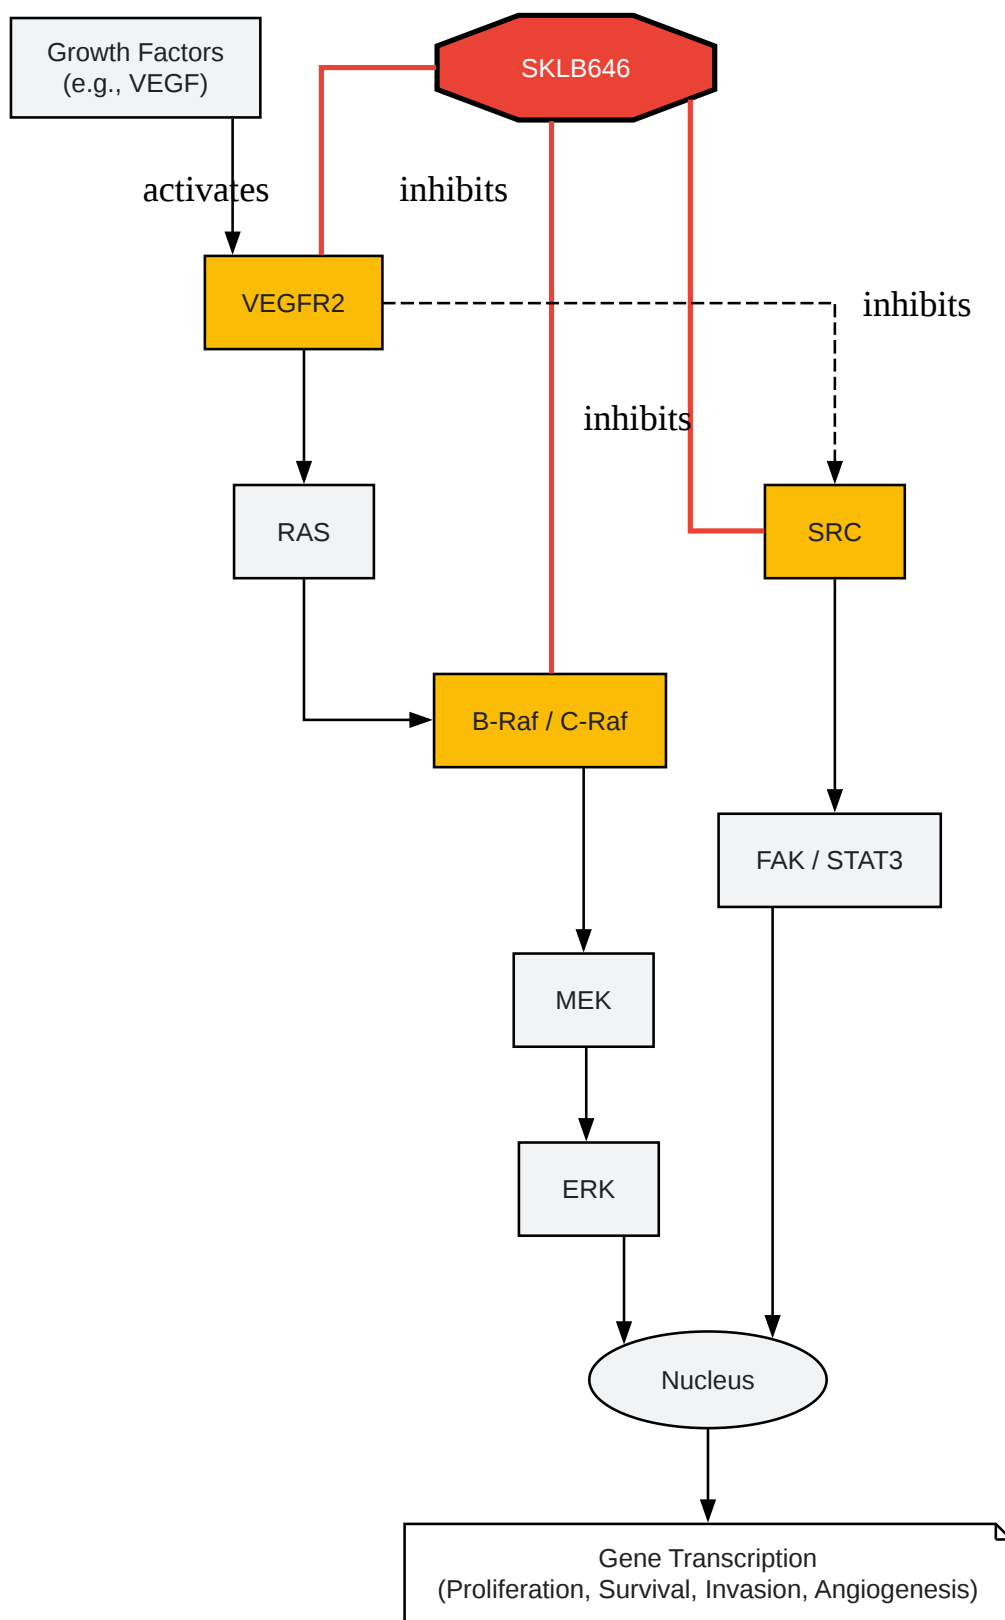 Growth Factors
(e.g., VEGF)
SKLB646
activates
inhibits
VEGFR2
inhibits
inhibits
RAS
SRC
B-Raf / C-Raf
FAK / STAT3
MEK
ERK
Nucleus
Gene Transcription
(Proliferation, Survival, Invasion, Angiogenesis)